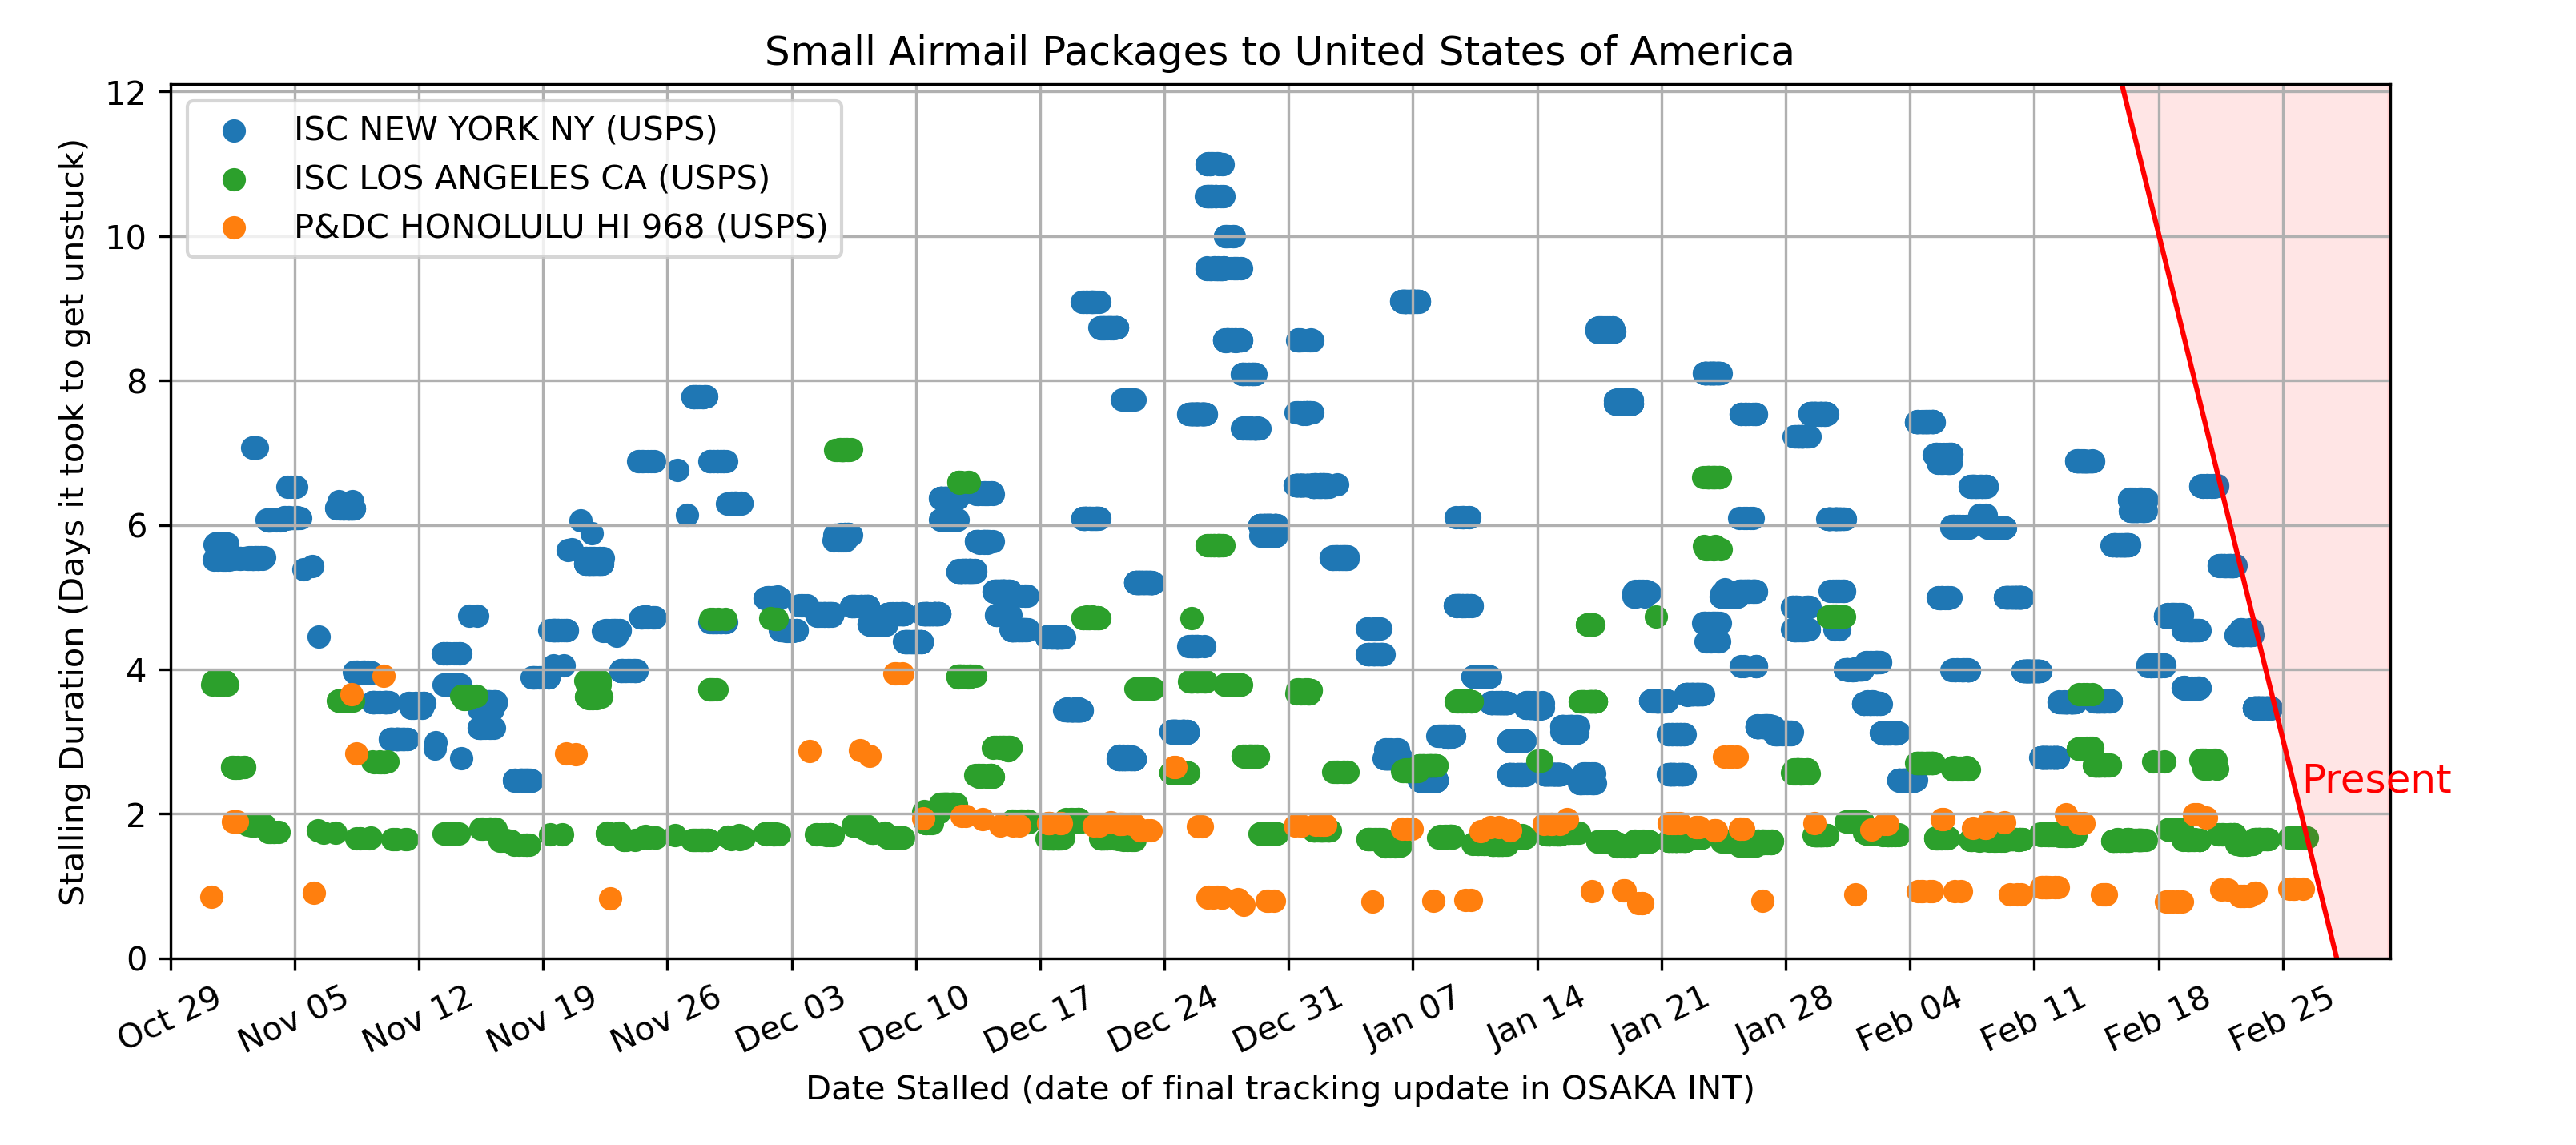 Small Airmail Packages to United States of America
Stalling Duration (Days it took to get unstuck)
12
10
8
6
4
2
0
ISC NEW YORK NY (USPS)
ISC LOS ANGELES CA (USPS)
P&DC HONOLULU HI 968 (USPS)
Present
Oct 29
Nov 05
Nov 12
Nov 19
Nov 26
Dec 03
Dec 10
Dec 17
Dec 24
Dec 31
Jan 07
Jan 14
Jan 21
Jan 28
Feb 04
Feb 11
Feb 18
Feb 25
Date Stalled (date of final tracking update in OSAKA INT)